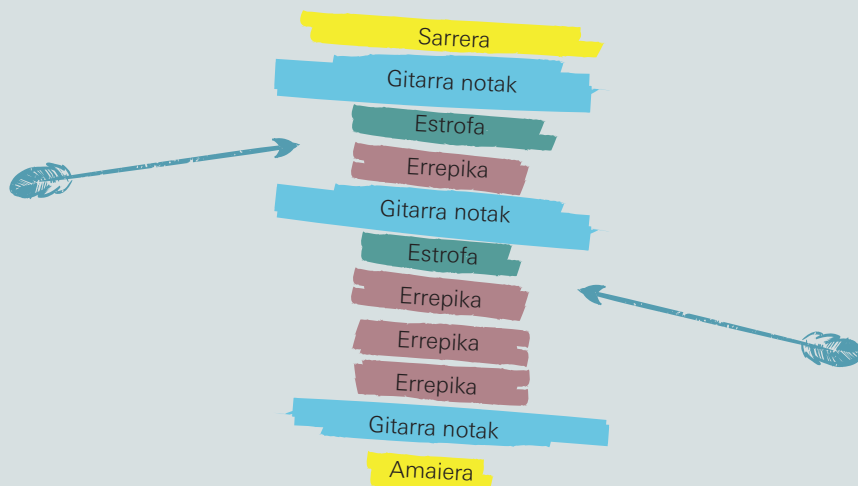 Sarrera
Gitarra notak
Estrofa
Errepika
Gitarra notak
Estrofa
Errepika
Errepika
Errepika
Gitarra notak
Amaiera